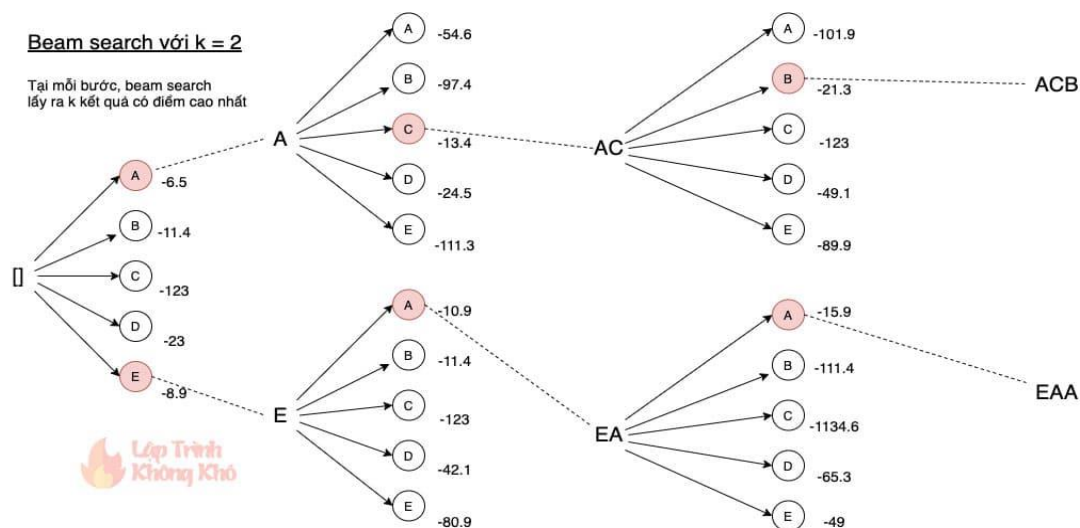 Beam search với k = 2
Tại mỗi bước, beam search
lấy ra k kết quả có điểm cao nhất
[]
A -6.5
B -11.4
C -123
D -23
E -8.9
A
A -54.6
B -97.4
C -13.4
D -24.5
E -111.3
E
A -10.9
B -11.4
C -123
D -42.1
E -80.9
AC
A -101.9
B -21.3
C -123
D -49.1
E -89.9
EA
A -15.9
B -111.4
C -1134.6
D -65.3
E -49
ACB
EAA
Lập Trình
Không Khó